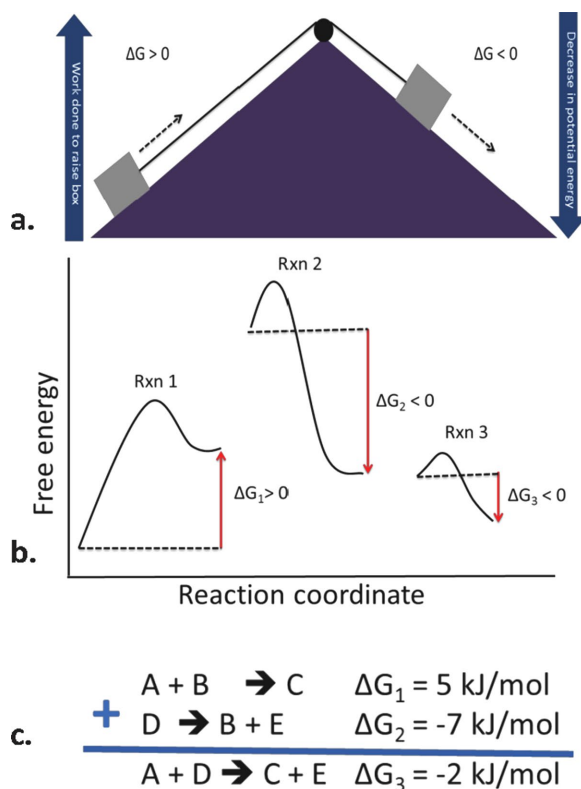 Work done to raise box
ΔG > 0
ΔG < 0
Decrease in potential energy
a.
Rxn 2
Rxn 1
ΔG₂ < 0
Rxn 3
ΔG₁> 0
ΔG₃ < 0
Free energy
b.
Reaction coordinate
A + B ➔ C ΔG₁ = 5 kJ/mol
+ D ➔ B + E ΔG₂ = -7 kJ/mol
c.
A + D ➔ C + E ΔG₃ = -2 kJ/mol